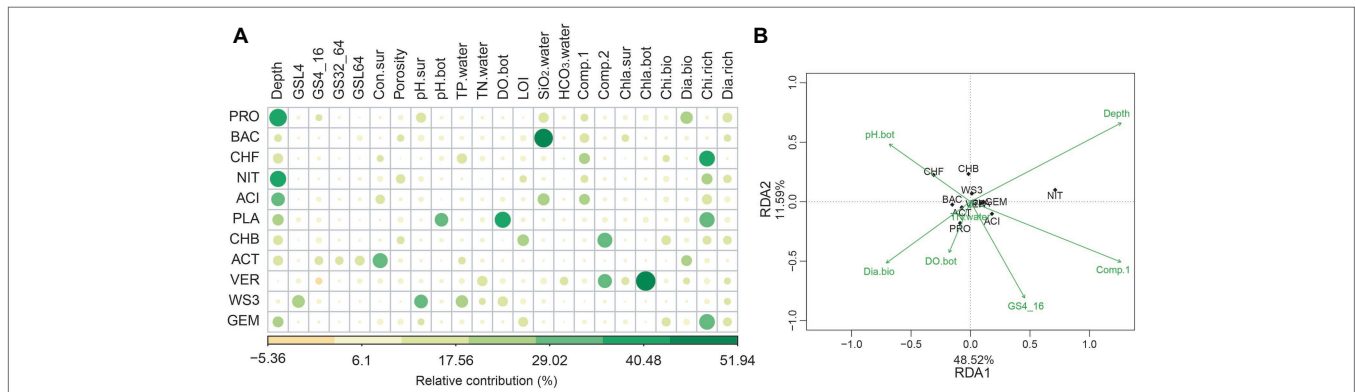 A
Depth
GSL4
GS4_16
GS32_64
GSL64
Con.sur
Porosity
pH.sur
pH.bot
TP.water
TN.water
DO.bot
LOI
SiO₂.water
HCO₃.water
Comp.1
Comp.2
Chla.sur
Chla.bot
Chi.bio
Dia.bio
Chi.rich
Dia.rich
PRO
BAC
CHF
NIT
ACI
PLA
CHB
ACT
VER
WS3
GEM
−5.36 6.1 17.56 29.02 40.48 51.94
Relative contribution (%)
B
1.0
0.5
0.0
−0.5
−1.0
RDA2
11.59%
Depth
pH.bot
CHF
CHB
WS3
NIT
BAC
GEM
ACT
ACI
PRO
Dia.bio
DO.bot
Comp.1
GS4_16
−1.0 −0.5 0.0 0.5 1.0
48.52%
RDA1